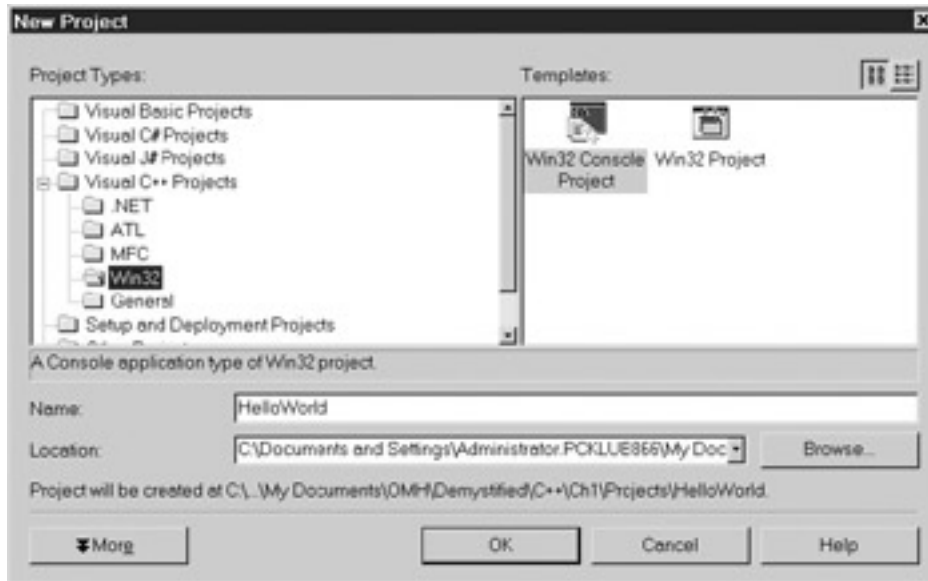 New Project
Project Types:
Templates:
Visual Basic Projects
Visual C# Projects
Visual J# Projects
Visual C++ Projects
.NET
ATL
MFC
Win32
General
Setup and Deployment Projects
Win32 Console
Project
Win32 Project
A Console application type of Win32 project.
Name:
HelloWorld
Location:
C:\Documents and Settings\Administrator.PCKLUE866\My Doc
Browse...
Project will be created at C:\...\My Documents\OMH\Demystified\C++\Ch1\Projects\HelloWorld.
More
OK
Cancel
Help